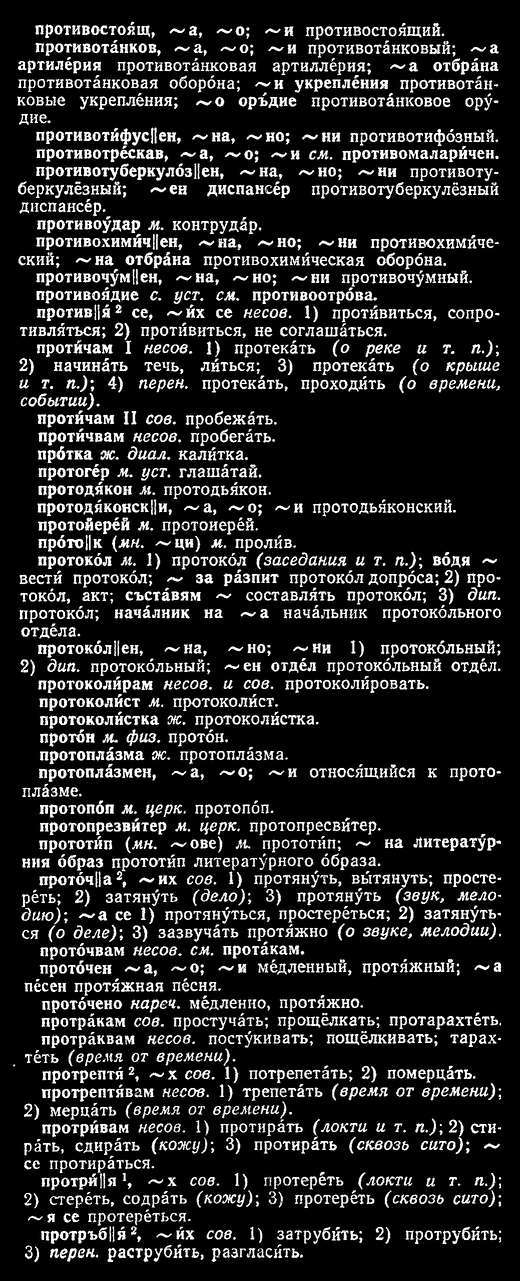 противостоя́щ, ~а, ~о; ~и противостоя́щий.
противота́нков, ~а, ~о; ~и противота́нковый; ~а
артиле́рия противота́нковая артилле́рия; ~а отбра́на
противота́нковая оборо́на; ~и укрепле́ния противота́н-
ковые укрепле́ния; ~о оръ́дие противота́нковое ору́-
дие.
противоти́фус||ен, ~на, ~но; ~ни противотифо́зный.
противотре́скав, ~а, ~о; ~и см. противомалари́чен.
противотуберкуло́з||ен, ~на, ~но; ~ни противоту-
беркулёзный; ~ен диспансе́р противотуберкулёзный
диспансе́р.
противоу́дар м. контруда́р.
противохими́ч||ен, ~на, ~но; ~ни противохими́че-
ский; ~на отбра́на противохими́ческая оборо́на.
противочу́м||ен, ~на, ~но; ~ни противочу́мный.
противоя́дие с. уст. см. противоотро́ва.
против||я́² се, ~и́х се несов. 1) проти́виться, сопро-
тивля́ться; 2) проти́виться, не соглаша́ться.
проти́чам I несов. 1) протека́ть (о реке и т. п.);
2) начина́ть течь, ли́ться; 3) протека́ть (о крыше
и т. п.); 4) перен. протека́ть, проходи́ть (о времени,
событии).
проти́чам II сов. пробежа́ть.
проти́чвам несов. пробега́ть.
про́тка ж. диал. кали́тка.
протоге́р м. уст. глаша́тай.
протодя́кон м. протодья́кон.
протодя́конск||и, ~а, ~о; ~и протодья́конский.
протойере́й м. протоиере́й.
про́то||к (мн. ~ци) м. проли́в.
протоко́л м. 1) протоко́л (заседания и т. п.); во́дя ~
вести́ протоко́л; ~ за ра́зпит протоко́л допро́са; 2) про-
токо́л, акт; съста́вям ~ составля́ть протоко́л; 3) дип.
протоко́л; нача́лник на ~а нача́льник протоко́льного
отде́ла.
протоко́л||ен, ~на, ~но; ~ни 1) протоко́льный;
2) дип. протоко́льный; ~ен отде́л протоко́льный отде́л.
протоколи́рам несов. и сов. протоколи́ровать.
протоколи́ст м. протоколи́ст.
протоколи́стка ж. протоколи́стка.
прото́н м. физ. прото́н.
протопла́зма ж. протопла́зма.
протопла́змен, ~а, ~о; ~и относя́щийся к прото-
пла́зме.
протопо́п м. церк. протопо́п.
протопрезви́тер м. церк. протопресви́тер.
прототи́п (мн. ~ове) м. прототи́п; ~ на литерату́р-
ния о́браз прототи́п литерату́рного о́браза.
прото́ч||а², ~их сов. 1) протяну́ть, вы́тянуть; просте-
ре́ть; 2) затяну́ть (дело); 3) протяну́ть (звук, мело-
дию); ~а се 1) протяну́ться, простере́ться; 2) затяну́ть-
ся (о деле); 3) зазвуча́ть протя́жно (о звуке, мелодии).
прото́чвам несов. см. прота́кам.
прото́чен ~а, ~о; ~и ме́дленный, протя́жный; ~а
пе́сен протя́жная пе́сня.
прото́чено нареч. ме́дленно, протя́жно.
протра́кам сов. простуча́ть; прощёлкать; протарахте́ть.
протра́квам несов. посту́кивать; пощёлкивать; тарах-
те́ть (время от времени).
протрептя́², ~х сов. 1) потрепета́ть; 2) померца́ть.
протрептя́вам несов. 1) трепета́ть (время от времени);
2) мерца́ть (время от времени).
протри́вам несов. 1) протира́ть (локти и т. п.); 2) сти-
ра́ть, сдира́ть (кожу); 3) протира́ть (сквозь сито); ~
се протира́ться.
протри́||я¹, ~х сов. 1) протере́ть (локти и т. п.);
2) стере́ть, содра́ть (кожу); 3) протере́ть (сквозь сито);
~я се протере́ться.
протръб||я́², ~и́х сов. 1) затруби́ть; 2) протруби́ть;
3) перен. раструби́ть, разгласи́ть.